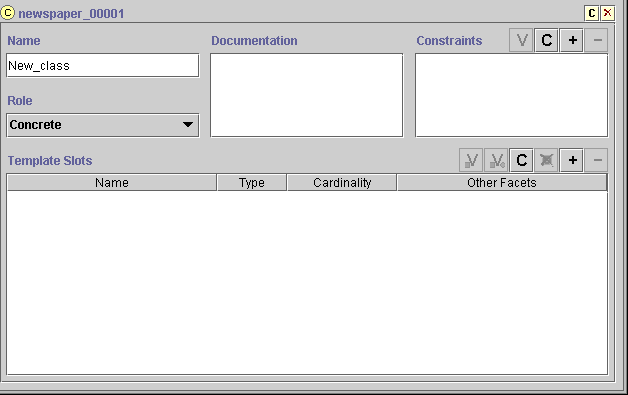 C newspaper_00001 C ×
Name Documentation Constraints V C + −
New_class
Role
Concrete
Template Slots V V C + −
Name Type Cardinality Other Facets